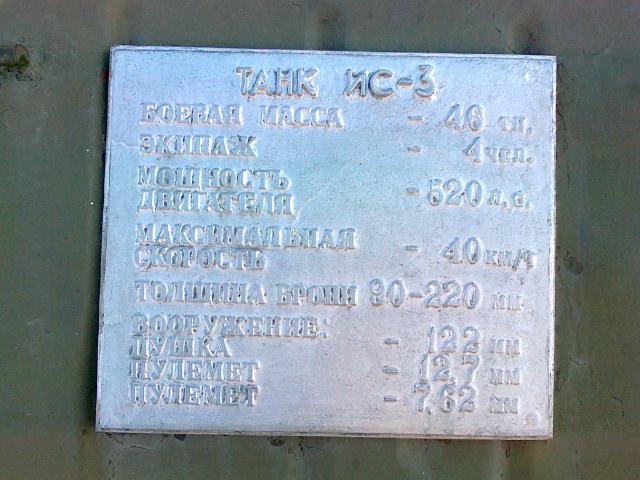 ТАНК ИС-3
БОЕВАЯ МАССА - 46 тн.
ЭКИПАЖ - 4 чел.
МОЩНОСТЬ
ДВИГАТЕЛЯ - 520 л.с.
МАКСИМАЛЬНАЯ
СКОРОСТЬ - 40 км/ч
ТОЛЩИНА БРОНИ 90-220 мм
ВООРУЖЕНИЕ:
ПУШКА - 122 мм
ПУЛЕМЕТ - 12,7 мм
ПУЛЕМЕТ - 7,62 мм